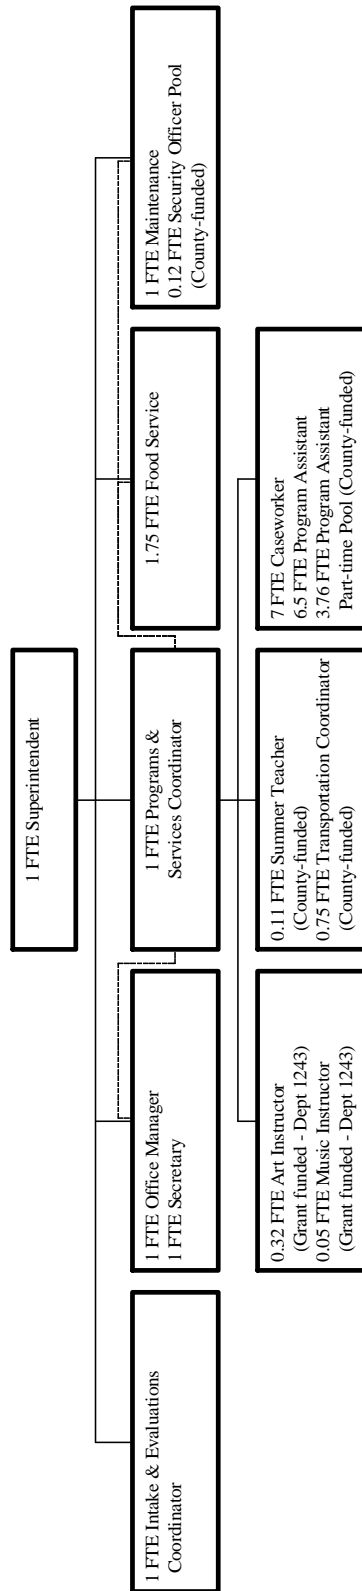 1 FTE Superintendent
1 FTE Intake & Evaluations
Coordinator
1 FTE Office Manager
1 FTE Secretary
1 FTE Programs &
Services Coordinator
1.75 FTE Food Service
1 FTE Maintenance
0.12 FTE Security Officer Pool
(County-funded)
0.32 FTE Art Instructor
(Grant funded - Dept 1243)
0.05 FTE Music Instructor
(Grant funded - Dept 1243)
0.11 FTE Summer Teacher
(County-funded)
0.75 FTE Transportation Coordinator
(County-funded)
7 FTE Caseworker
6.5 FTE Program Assistant
3.76 FTE Program Assistant
Part-time Pool (County-funded)